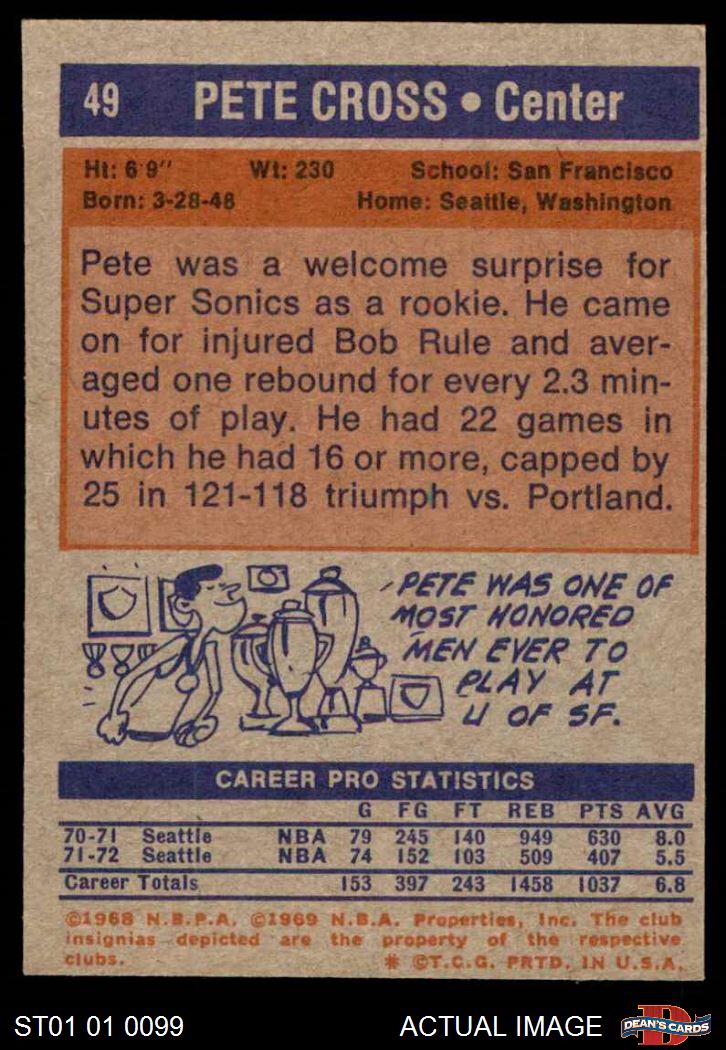 49 PETE CROSS • Center
Ht: 6'9" Wt: 230 School: San Francisco
Born: 3-28-48 Home: Seattle, Washington
Pete was a welcome surprise for
Super Sonics as a rookie. He came
on for injured Bob Rule and aver-
aged one rebound for every 2.3 min-
utes of play. He had 22 games in
which he had 16 or more, capped by
25 in 121-118 triumph vs. Portland.
PETE WAS ONE OF
MOST HONORED
MEN EVER TO
PLAY AT
U OF SF.
CAREER PRO STATISTICS
G FG FT REB PTS AVG
70-71 Seattle NBA 79 245 140 949 630 8.0
71-72 Seattle NBA 74 152 103 509 407 5.5
Career Totals 153 397 243 1458 1037 6.8
©1968 N.B.P.A. ©1969 N.B.A. Properties, Inc. The club
insignias depicted are the property of the respective
clubs. * ©T.C.G. PRTD. IN U.S.A.
ST01 01 0099 ACTUAL IMAGE D DEAN'S CARDS